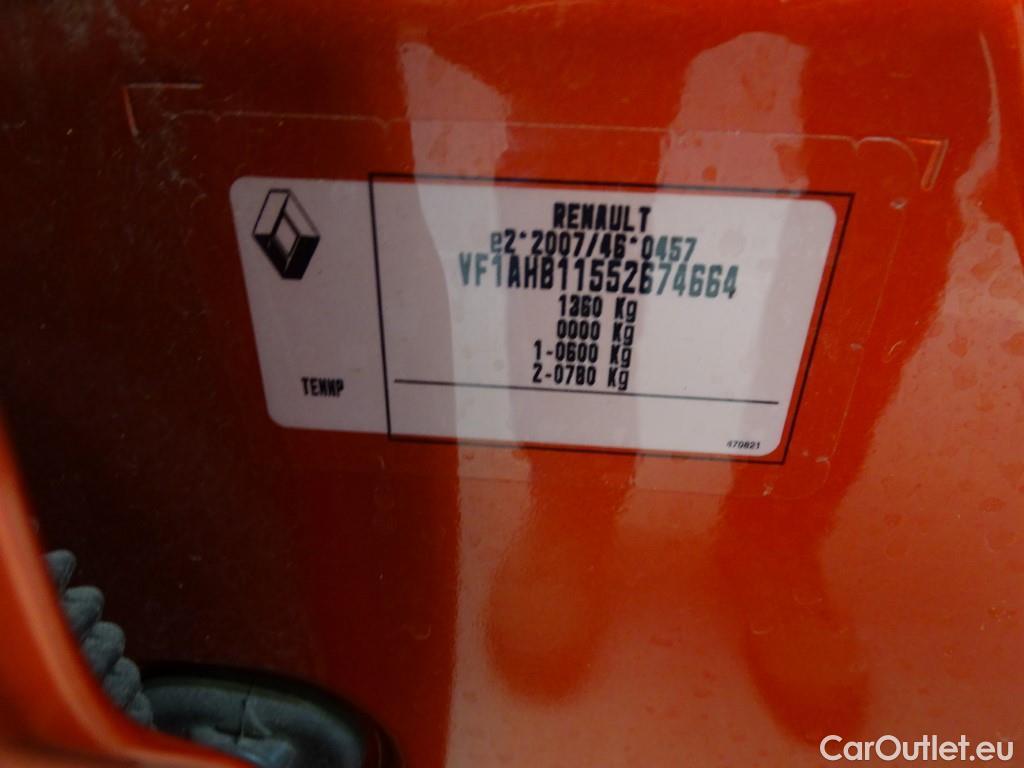 RENAULT
e2*2007/46*0457
VF1AHB11552674664
1360 Kg
0000 Kg
1-0600 Kg
2-0780 Kg
TENNP
470821
CarOutlet.eu